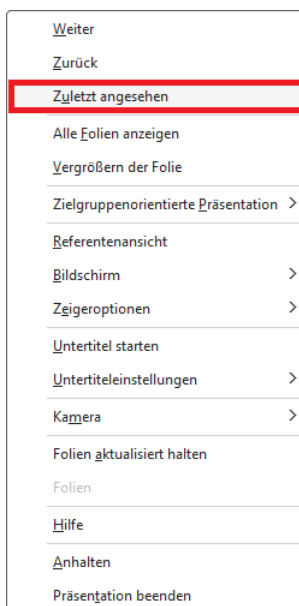 Weiter
Zurück
Zuletzt angesehen
Alle Folien anzeigen
Vergrößern der Folie
Zielgruppenorientierte Präsentation >
Referentenansicht
Bildschirm >
Zeigeroptionen >
Untertitel starten
Untertiteleinstellungen >
Kamera >
Folien aktualisiert halten
Folien
Hilfe
Anhalten
Präsentation beenden